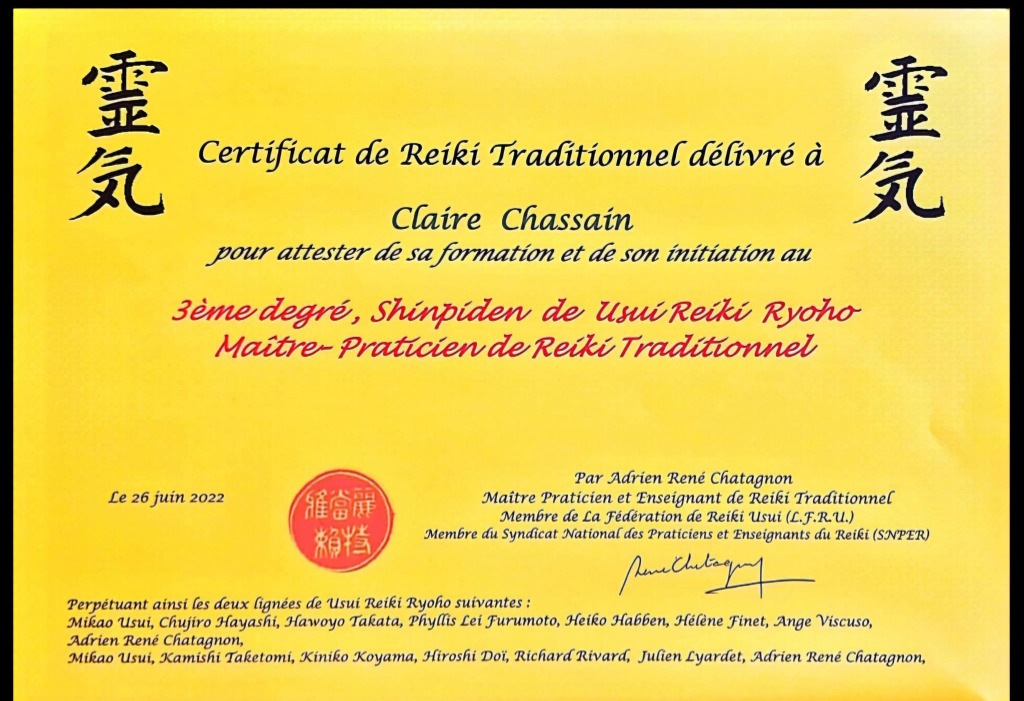 靈気
靈気
Certificat de Reiki Traditionnel délivré à
Claire Chassain
pour attester de sa formation et de son initiation au
3ème degré, Shinpiden de Usui Reiki Ryoho
Maître-Praticien de Reiki Traditionnel
Le 26 juin 2022
Par Adrien René Chatagnon
Maître Praticien et Enseignant de Reiki Traditionnel
Membre de La Fédération de Reiki Usui (L.F.R.U.)
Membre du Syndicat National des Praticiens et Enseignants du Reiki (SNPER)
René Chatagnon
Perpétuant ainsi les deux lignées de Usui Reiki Ryoho suivantes :
Mikao Usui, Chujiro Hayashi, Hawoyo Takata, Phyllis Lei Furumoto, Heiko Habben, Hélène Finet, Ange Viscuso,
Adrien René Chatagnon,
Mikao Usui, Kamishi Taketomi, Kiniko Koyama, Hiroshi Doï, Richard Rivard, Julien Lyardet, Adrien René Chatagnon,